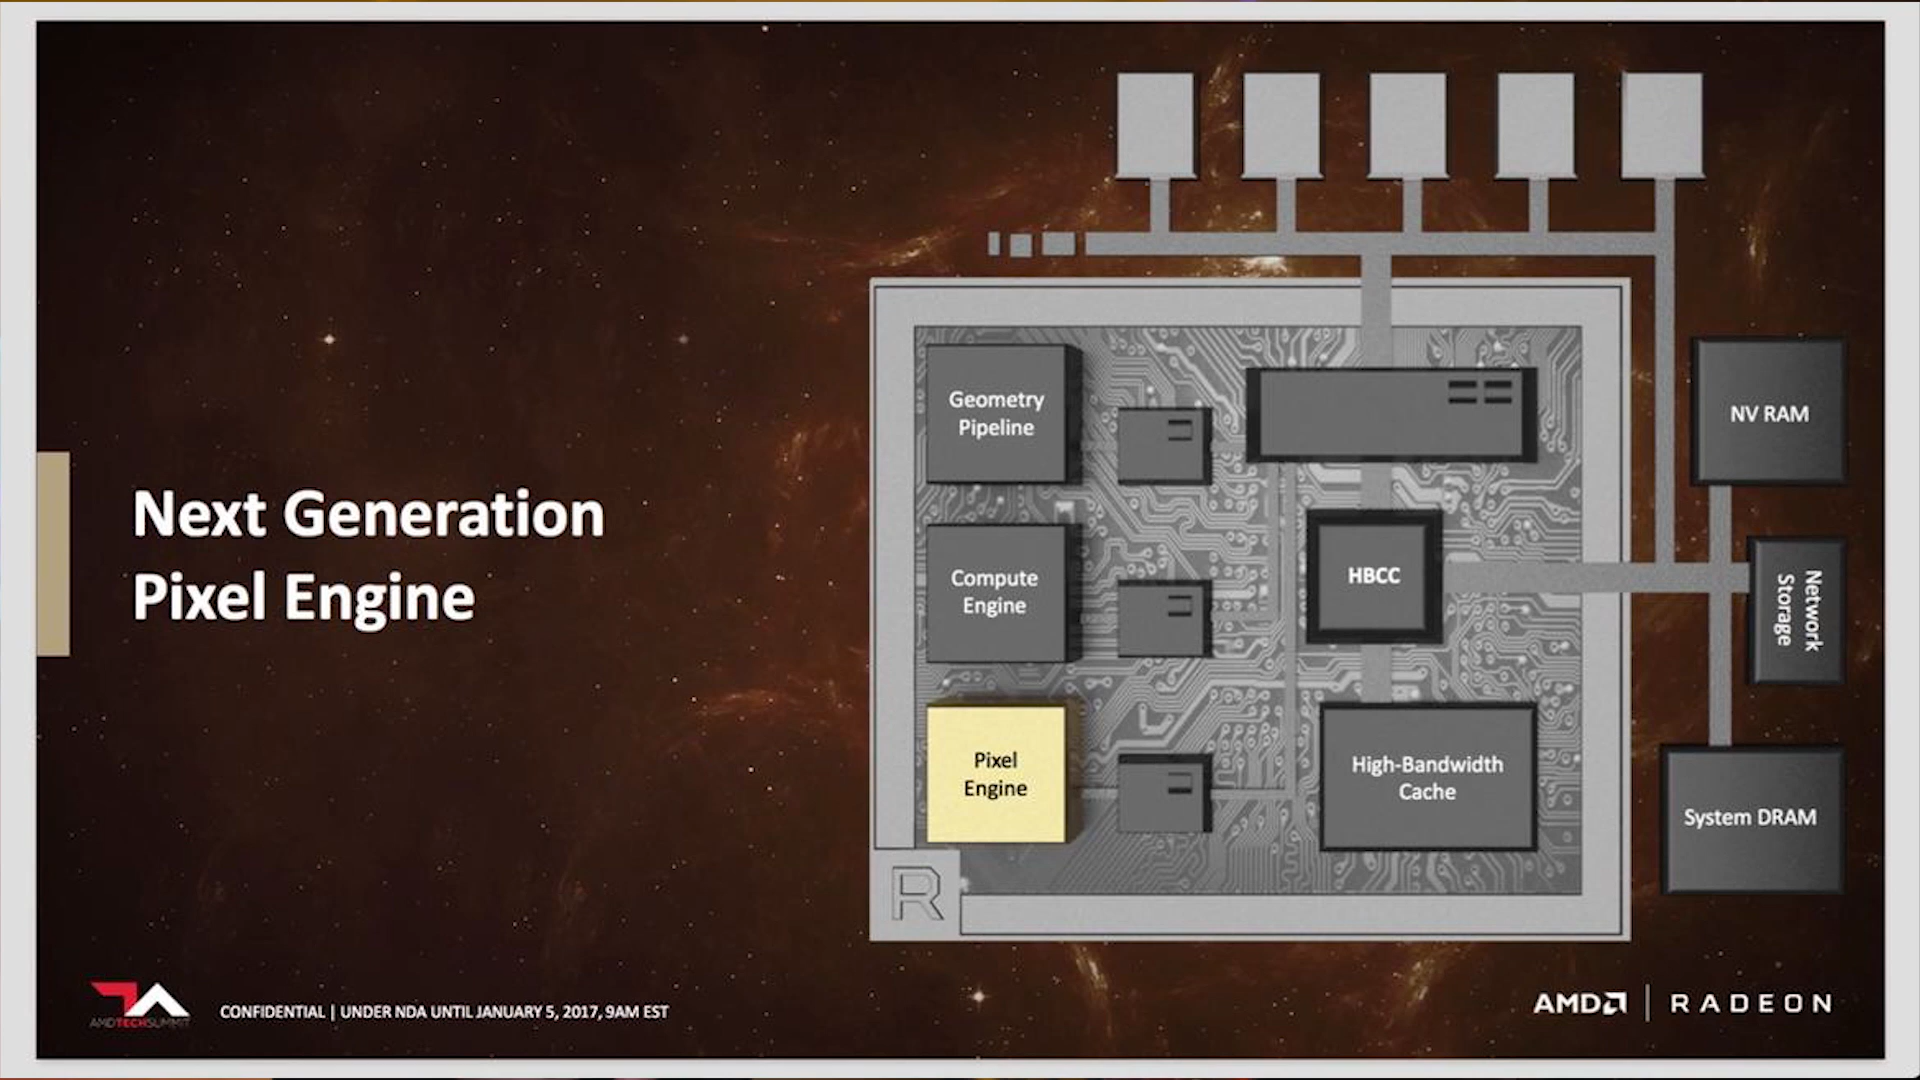 Next Generation
Pixel Engine
Geometry
Pipeline
Compute
Engine
Pixel
Engine
HBCC
High-Bandwidth
Cache
NV RAM
Network
Storage
System DRAM
R
AMDTECHSUMMIT
CONFIDENTIAL | UNDER NDA UNTIL JANUARY 5, 2017, 9AM EST
AMD | RADEON